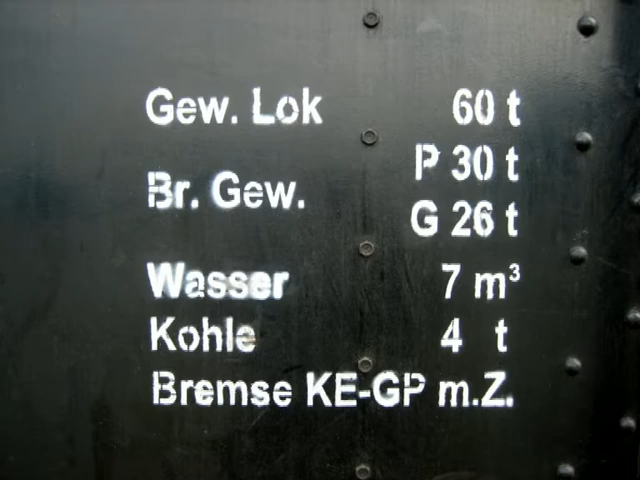 Gew. Lok 60 t
P 30 t
Br. Gew.
G 26 t
Wasser 7 m³
Kohle 4 t
Bremse KE-GP m.Z.